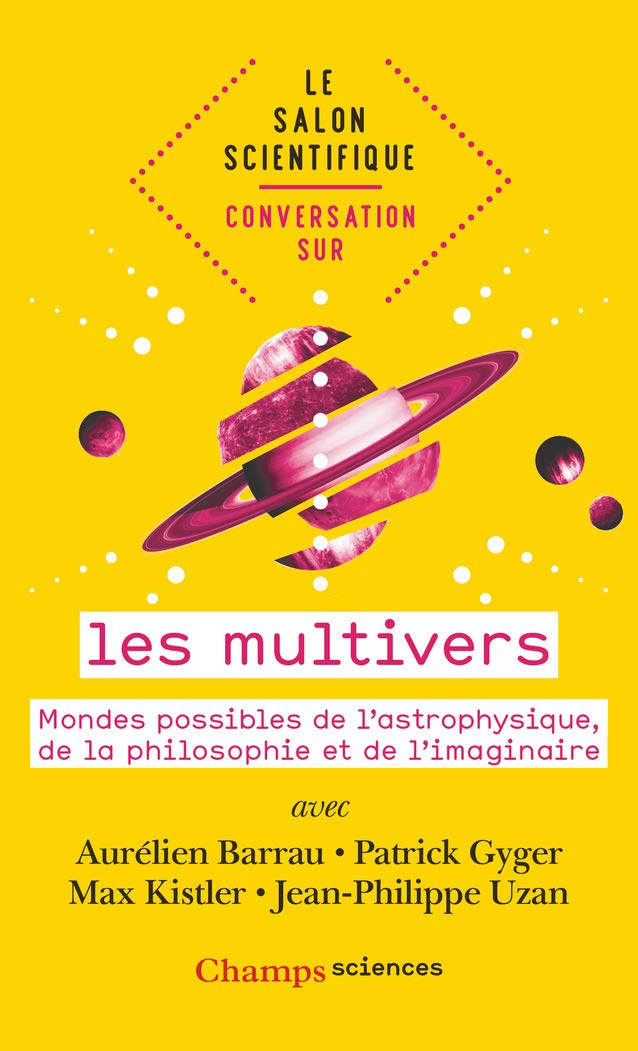 LE
SALON
SCIENTIFIQUE
CONVERSATION
SUR
les multivers
Mondes possibles de l’astrophysique,
de la philosophie et de l’imaginaire
avec
Aurélien Barrau • Patrick Gyger
Max Kistler • Jean-Philippe Uzan
Champs sciences